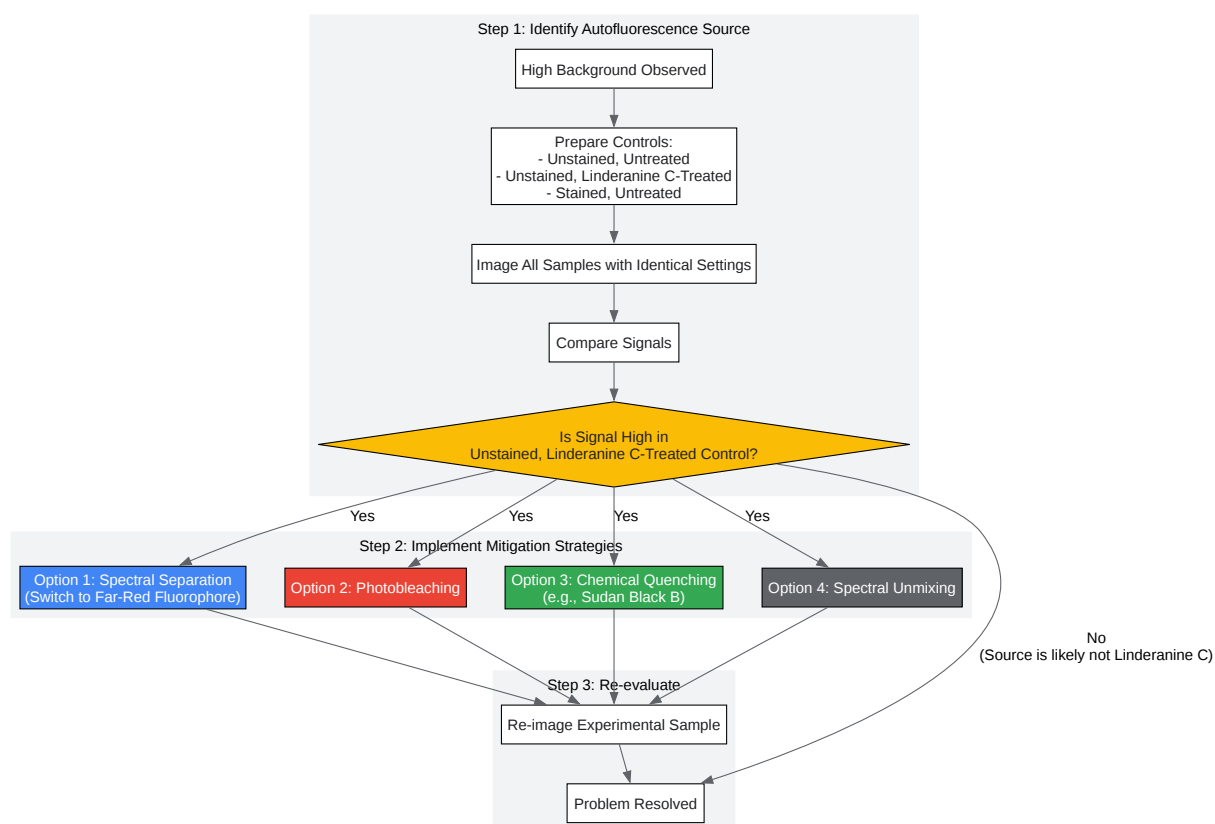 Step 1: Identify Autofluorescence Source
High Background Observed
Prepare Controls:
- Unstained, Untreated
- Unstained, Linderanine C-Treated
- Stained, Untreated
Image All Samples with Identical Settings
Compare Signals
Is Signal High in
Unstained, Linderanine C-Treated Control?
Yes
Yes
Yes
Yes
Step 2: Implement Mitigation Strategies
Option 1: Spectral Separation
(Switch to Far-Red Fluorophore)
Option 2: Photobleaching
Option 3: Chemical Quenching
(e.g., Sudan Black B)
Option 4: Spectral Unmixing
No
(Source is likely not Linderanine C)
Step 3: Re-evaluate
Re-image Experimental Sample
Problem Resolved